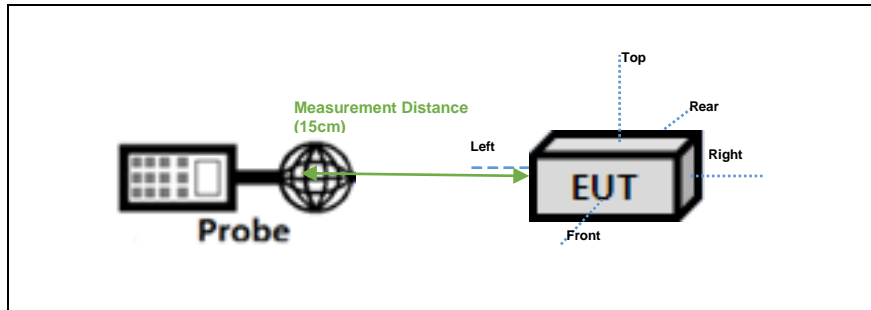 Top
Measurement Distance
(15cm)
Rear
Left
Right
EUT
Probe
Front